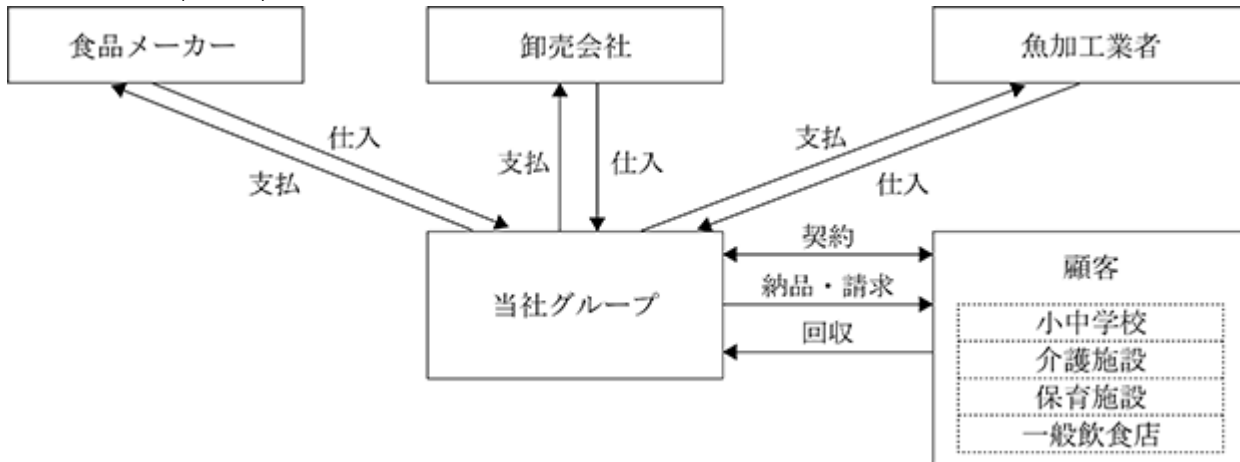 食品メーカー
卸売会社
魚加工業者
仕入
支払
支払
仕入
支払
仕入
当社グループ
契約
納品・請求
回収
顧客
小中学校
介護施設
保育施設
一般飲食店